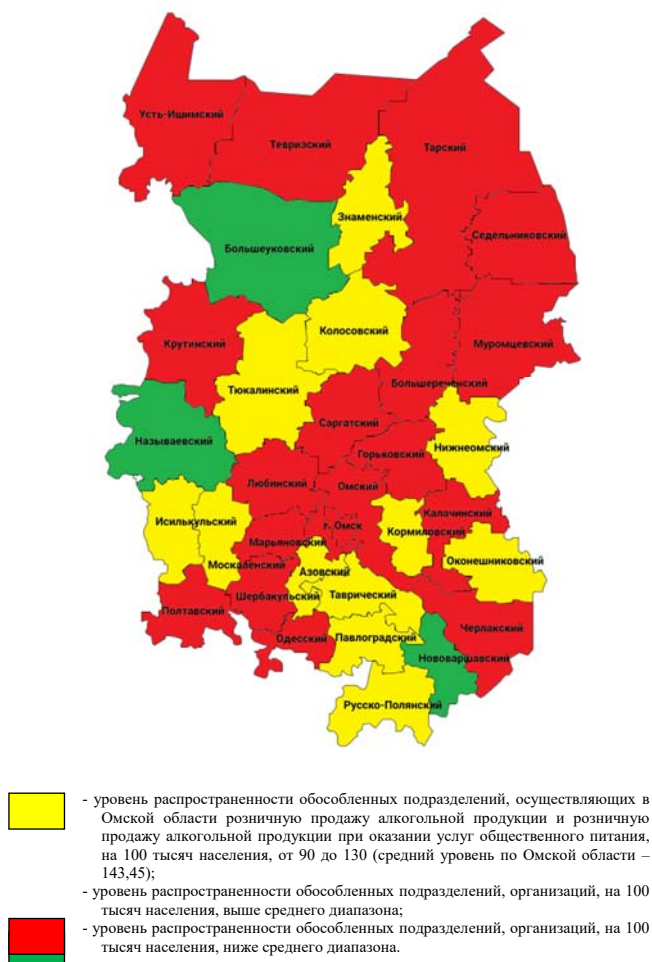 Усть-Ишимский
Тевризский
Тарский
Знаменский
Седельниковский
Большеуковский
Колосовский
Крутинский
Муромцевский
Тюкалинский
Большереченский
Саргатский
Называевский
Нижнеомский
Горьковский
Любинский
Омский
Исилькульский
Калачинский
г. Омск
Кормиловский
Марьяновский
Оконешниковский
Москаленский
Азовский
Шербакульский
Таврический
Полтавский
Черлакский
Одесский
Павлоградский
Нововаршавский
Русско-Полянский
- уровень распространенности обособленных подразделений, осуществляющих в
Омской области розничную продажу алкогольной продукции и розничную
продажу алкогольной продукции при оказании услуг общественного питания,
на 100 тысяч населения, от 90 до 130 (средний уровень по Омской области –
143,45);
- уровень распространенности обособленных подразделений, организаций, на 100
тысяч населения, выше среднего диапазона;
- уровень распространенности обособленных подразделений, организаций, на 100
тысяч населения, ниже среднего диапазона.